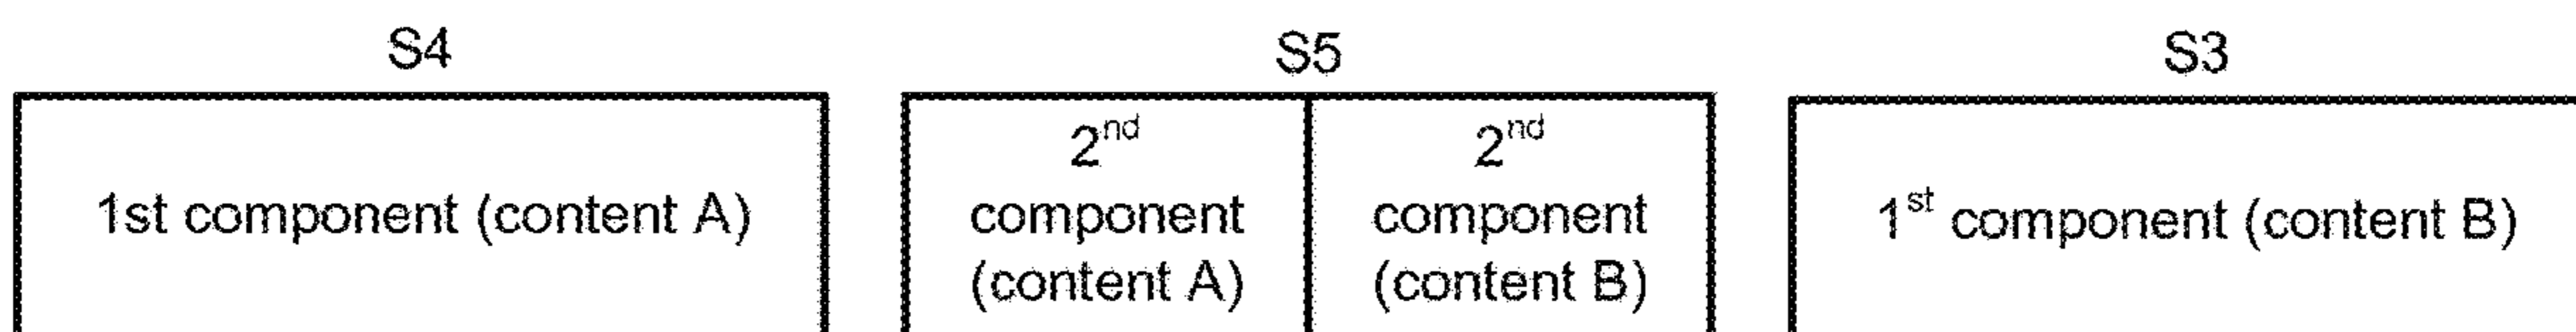 S4
S5
S3
1st component (content A)
2nd
component
(content A)
2nd
component
(content B)
1st component (content B)